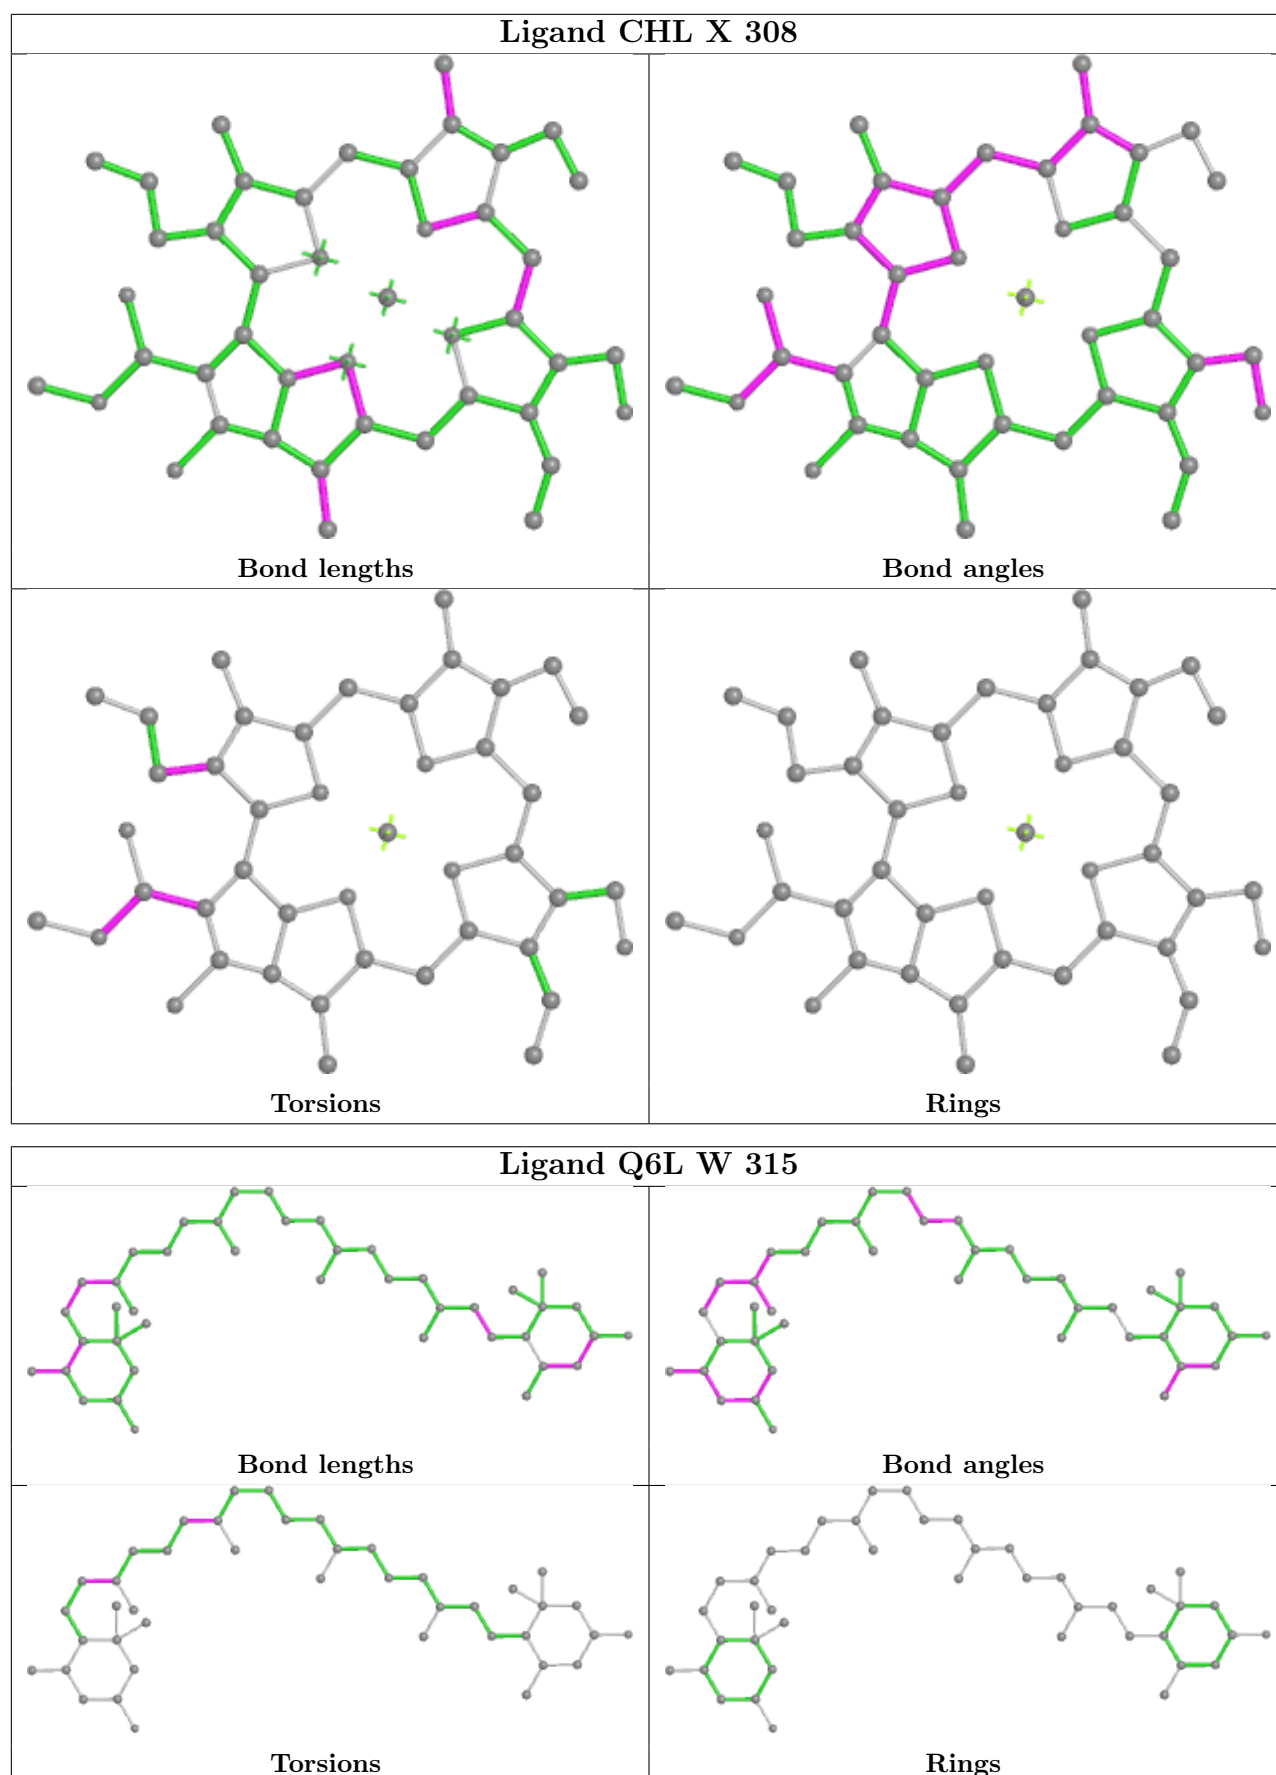 Ligand CHL X 308
Bond lengths
Bond angles
Torsions
Rings
Ligand Q6L W 315
Bond lengths
Bond angles
Torsions
Rings